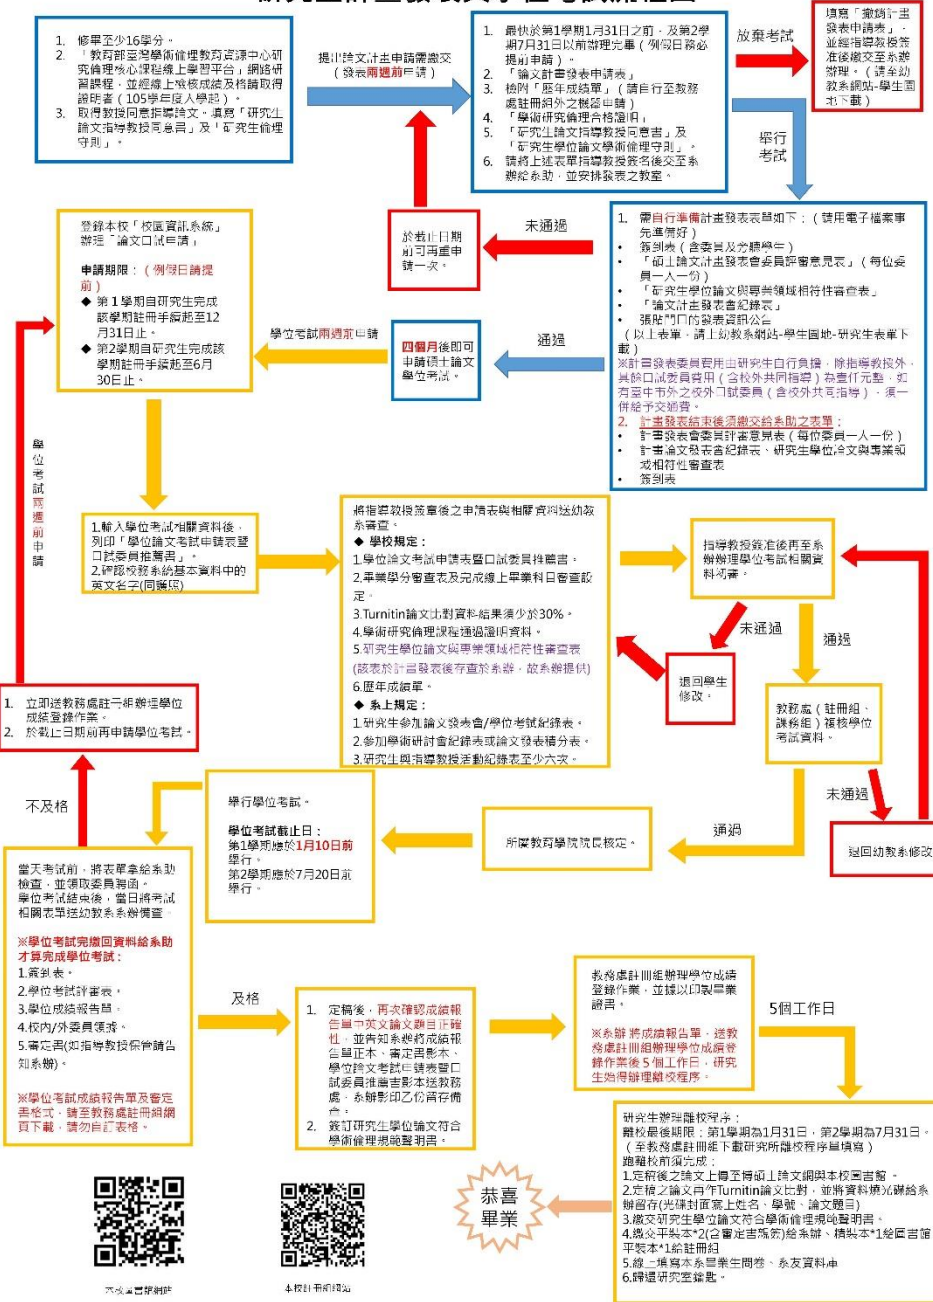 1. 修畢至少16學分。
2. 「教育部臺灣學術倫理教育資源中心研
究倫理核心課程線上學習平台」網路研
習課程，並經線上檢核成績及格請取得
證明者（105學年度入學起）。
3. 取得教授同意指導論文。填寫「研究生
論文指導教授同意書」及「研究生倫理
守則」。
提出論文計畫申請需繳交
（發表兩週前申請）
1. 最快於第1學期1月31日之前，及第2學
期7月31日以前辦理完畢（例假日務必
提前申請）。
2. 「論文計畫發表申請表」
3. 檢附「歷年成績單」（請自行至教務
處註冊組外之機器申請）
4. 「學術研究倫理合格證明」
5. 「研究生論文指導教授同意書」及
「研究生學位論文學術倫理守則」。
6. 請將上述表單指導教授簽名後交至系
辦給系助，並安排發表之教室。
放棄考試
填寫「撤銷計畫
發表申請表」，
並經指導教授簽
准後繳交至系辦
辦理。（請至幼
教系網站-學生園
地下載）
舉行
考試
登錄本校「校園資訊系統」
辦理「論文口試申請」
申請期限：（例假日請提
前）
◆ 第1學期自研究生完成
該學期註冊手續起至12
月31日止。
◆ 第2學期自研究生完成該
學期註冊手續起至6月
30日止。
於截止日期
前可再重申
請一次。
未通過
1. 需自行準備計畫發表表單如下：（請用電子檔案事
先準備好）
• 簽到表（含委員及旁聽學生）
• 「碩士論文計畫發表會委員評審意見表」（每位委
員一人一份）
• 「研究生學位論文與專業領域相符性審查表」
• 「論文計畫發表會紀錄表」
• 張貼門口的發表資訊公告
（以上表單，請上幼教系網站-學生園地-研究生表單下
載）
※計畫發表委員費用由研究生自行負擔，除指導教授外，
其餘口試委員費用（含校外共同指導）為壹仟元整，如
有臺中市外之校外口試委員（含校外共同指導），須一
併給予交通費。
2. 計畫發表結束後須繳交給系助之表單：
• 計畫發表會委員評審意見表（每位委員一人一份）
• 計畫論文發表會紀錄表、研究生學位論文與專業領
域相符性審查表
• 簽到表
學位考試兩週前申請
四個月後即可
申請碩士論文
學位考試。
通過
學位考試兩週前申請
1.輸入學位考試相關資料後，
列印「學位論文考試申請表暨
口試委員推薦書」。
2.確認校務系統基本資料中的
英文名字(同護照)
將指導教授簽章後之申請表與相關資料送幼教
系審查。
◆ 學校規定：
1.學位論文考試申請表暨口試委員推薦書。
2.畢業學分審查表及完成線上畢業科目審查設
定。
3.Turnitin論文比對資料結果須少於30%。
4.學術研究倫理課程通過證明資料。
5.研究生學位論文與專業領域相符性審查表
(該表於計畫發表後存查於系辦，故系辦提供)
6.歷年成績單。
◆ 系上規定：
1.研究生參加論文發表會/學位考試紀錄表。
2.參加學術研討會紀錄表或論文發表積分表。
3.研究生與指導教授活動紀錄表至少六次。
指導教授簽准後再至系
辦辦理學位考試相關資
料初審。
未通過
通過
退回學生
修改。
教務處（註冊組、
課務組）複核學位
考試資料。
未通過
退回幼教系修改
1. 立即送教務處註冊組辦理學位
成績登錄作業。
2. 於截止日期前再申請學位考試。
不及格
舉行學位考試。
學位考試截止日：
第1學期應於1月10日前
舉行。
第2學期應於7月20日前
舉行。
所屬教育學院院長核定。
通過
當天考試前，將表單拿給系助
檢查，並領取委員聘函。
學位考試結束後，當日將考試
相關表單送幼教系系辦備查。
※學位考試完繳回資料給系助
才算完成學位考試：
1.簽到表。
2.學位考試評審表。
3.學位成績報告單。
4.校內/外委員領據。
5.審定書(如指導教授保管請告
知系辦)。
※學位考試成績報告單及審定
書格式，請至教務處註冊組網
頁下載，請勿自訂表格。
及格
1. 定稿後，再次確認成績報
告單中英文論文題目正確
性，並告知系辦將成績報
告單正本、審定書影本、
學位論文考試申請表暨口
試委員推薦書影本送教務
處，系辦影印乙份留存備
查。
2. 簽訂研究生學位論文符合
學術倫理規範聲明書。
教務處註冊組辦理學位成績
登錄作業，並據以印製畢業
證書。
※系辦將成績報告單，送教
務處註冊組辦理學位成績登
錄作業後5個工作日，研究
生始得辦理離校程序。
5個工作日
研究生辦理離校程序：
離校最後期限：第1學期為1月31日，第2學期為7月31日。
（至教務處註冊組下載研究所離校程序單填寫）
跑離校前須完成：
1.定稿後之論文上傳至博碩士論文網與本校圖書館。
2.定稿之論文再作Turnitin論文比對，並將資料燒光碟給系
辦留存(光碟封面寫上姓名、學號、論文題目)
3.繳交研究生學位論文符合學術倫理規範聲明書。
4.繳交平裝本*2(含審定書親簽)給系辦、精裝本*1給圖書館
平裝本*1給註冊組
5.線上填寫本系畢業生問卷、系友資料庫
6.歸還研究室鑰匙。
恭喜
畢業
本校圖書館網站
本校註冊組網站